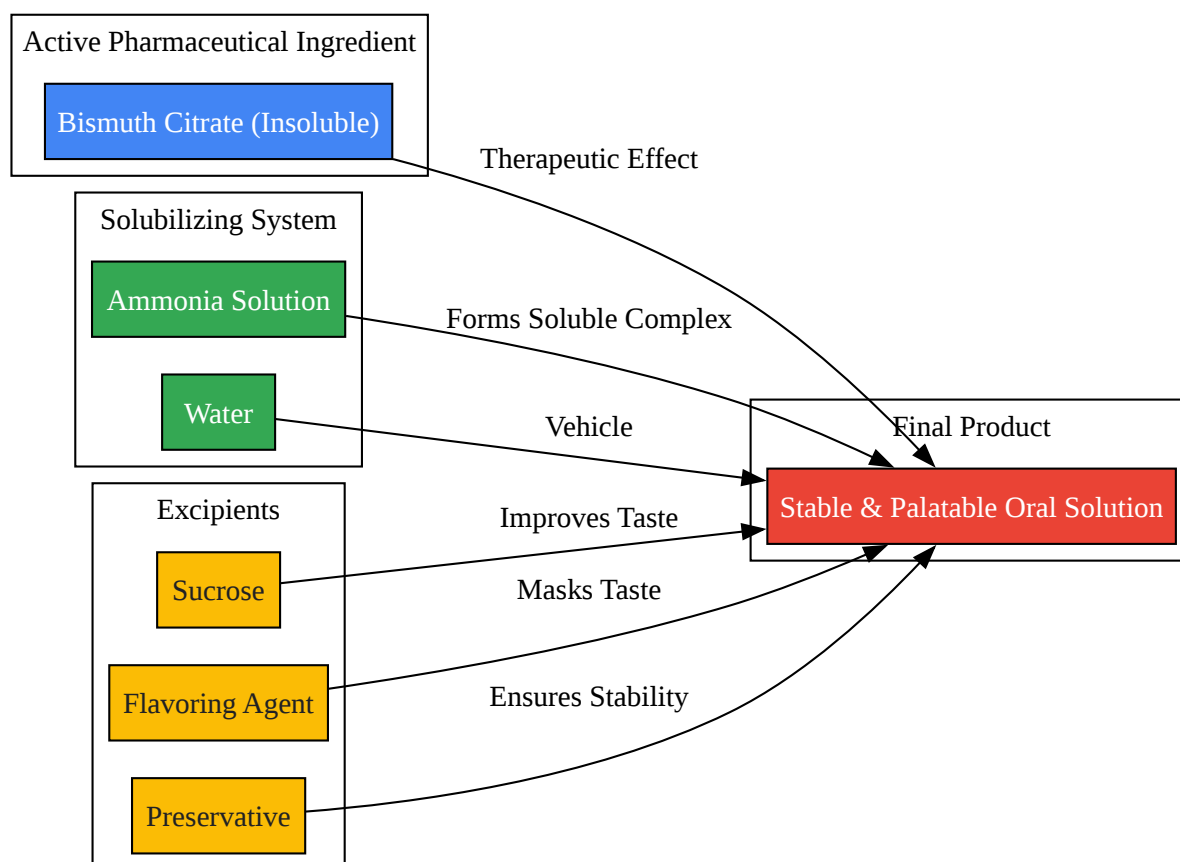 Active Pharmaceutical Ingredient
Bismuth Citrate (Insoluble)
Therapeutic Effect
Solubilizing System
Ammonia Solution
Forms Soluble Complex
Water
Vehicle
Final Product
Stable & Palatable Oral Solution
Excipients
Sucrose
Improves Taste
Flavoring Agent
Masks Taste
Preservative
Ensures Stability